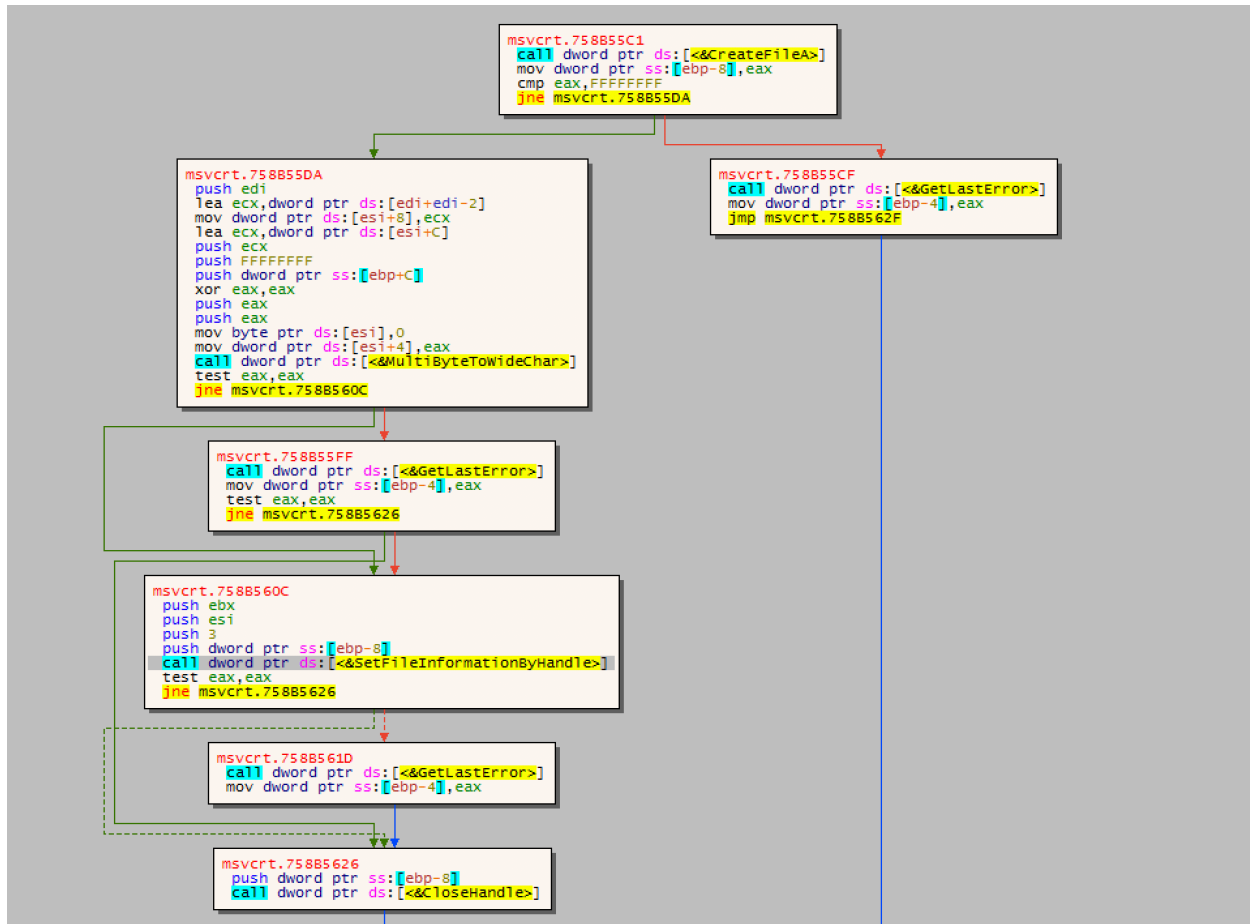 msvcrt.758B55C1
call dword ptr ds:[<&CreateFileA>]
mov dword ptr ss:[ebp-8],eax
cmp eax,FFFFFFFF
jne msvcrt.758B55DA
msvcrt.758B55DA
push edi
lea ecx,dword ptr ds:[edi+edi-2]
mov dword ptr ds:[esi+8],ecx
lea ecx,dword ptr ds:[esi+C]
push ecx
push FFFFFFFF
push dword ptr ss:[ebp+C]
xor eax,eax
push eax
push eax
mov byte ptr ds:[esi],0
mov dword ptr ds:[esi+4],eax
call dword ptr ds:[<&MultiByteToWideChar>]
test eax,eax
jne msvcrt.758B560C
msvcrt.758B55CF
call dword ptr ds:[<&GetLastError>]
mov dword ptr ss:[ebp-4],eax
jmp msvcrt.758B562F
msvcrt.758B55FF
call dword ptr ds:[<&GetLastError>]
mov dword ptr ss:[ebp-4],eax
test eax,eax
jne msvcrt.758B5626
msvcrt.758B560C
push ebx
push esi
push 3
push dword ptr ss:[ebp-8]
call dword ptr ds:[<&SetFileInformationByHandle>]
test eax,eax
jne msvcrt.758B5626
msvcrt.758B561D
call dword ptr ds:[<&GetLastError>]
mov dword ptr ss:[ebp-4],eax
msvcrt.758B5626
push dword ptr ss:[ebp-8]
call dword ptr ds:[<&CloseHandle>]